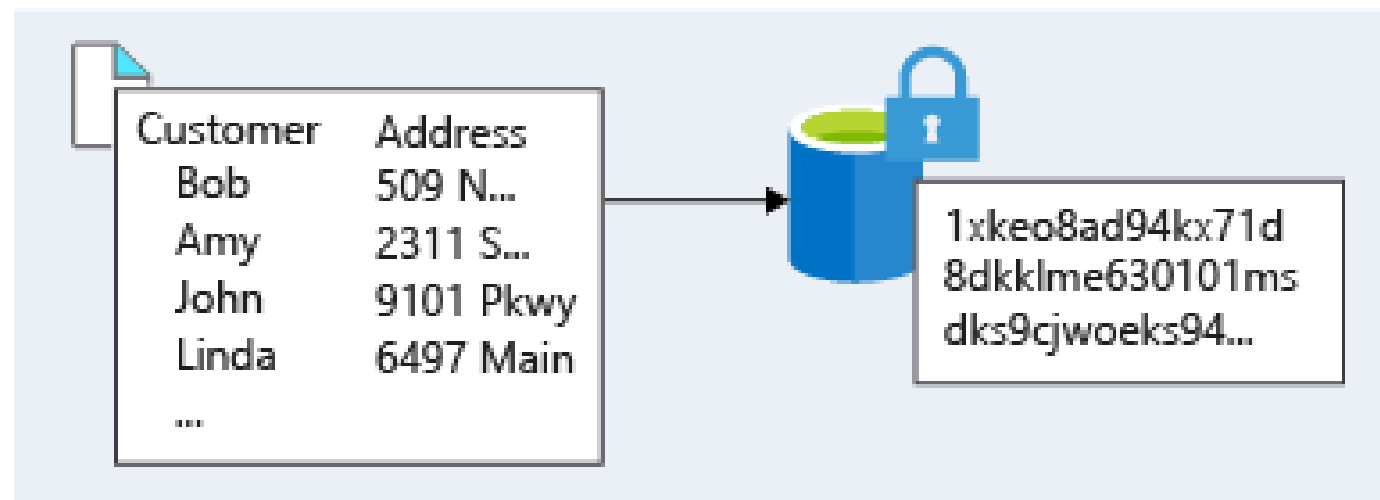 Customer Address
Bob 509 N...
Amy 2311 S...
John 9101 Pkwy
Linda 6497 Main
...
1xkeo8ad94kx71d
8dkklme630101ms
dks9cjwoeks94...